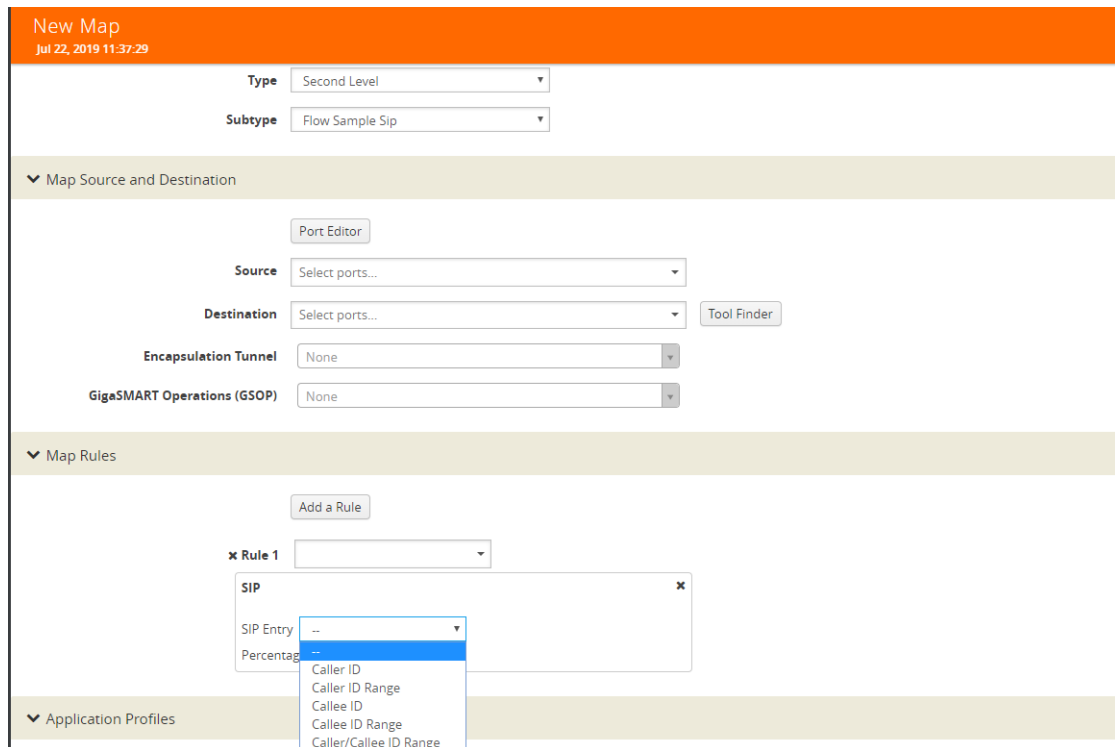 New Map
Jul 22, 2019 11:37:29
Type Second Level
Subtype Flow Sample Sip
Map Source and Destination
Port Editor
Source Select ports...
Destination Select ports... Tool Finder
Encapsulation Tunnel None
GigaSMART Operations (GSOP) None
Map Rules
Add a Rule
× Rule 1
SIP ×
SIP Entry --
Percentag --
Caller ID
Caller ID Range
Callee ID
Application Profiles Callee ID Range
Caller/Callee ID Range